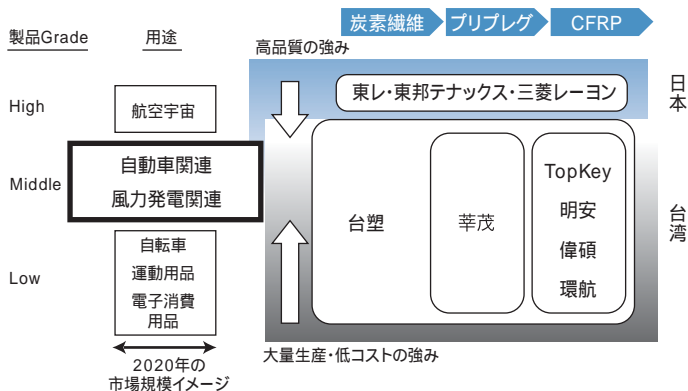 炭素繊維 プリプレグ CFRP
製品Grade 用途
高品質の強み
High
航空宇宙
東レ・東邦テナックス・三菱レーヨン
日本
Middle
自動車関連
風力発電関連
台塑
莘茂
TopKey
明安
偉碩
環航
台湾
Low
自転車
運動用品
電子消費
用品
大量生産・低コストの強み
2020年の
市場規模イメージ